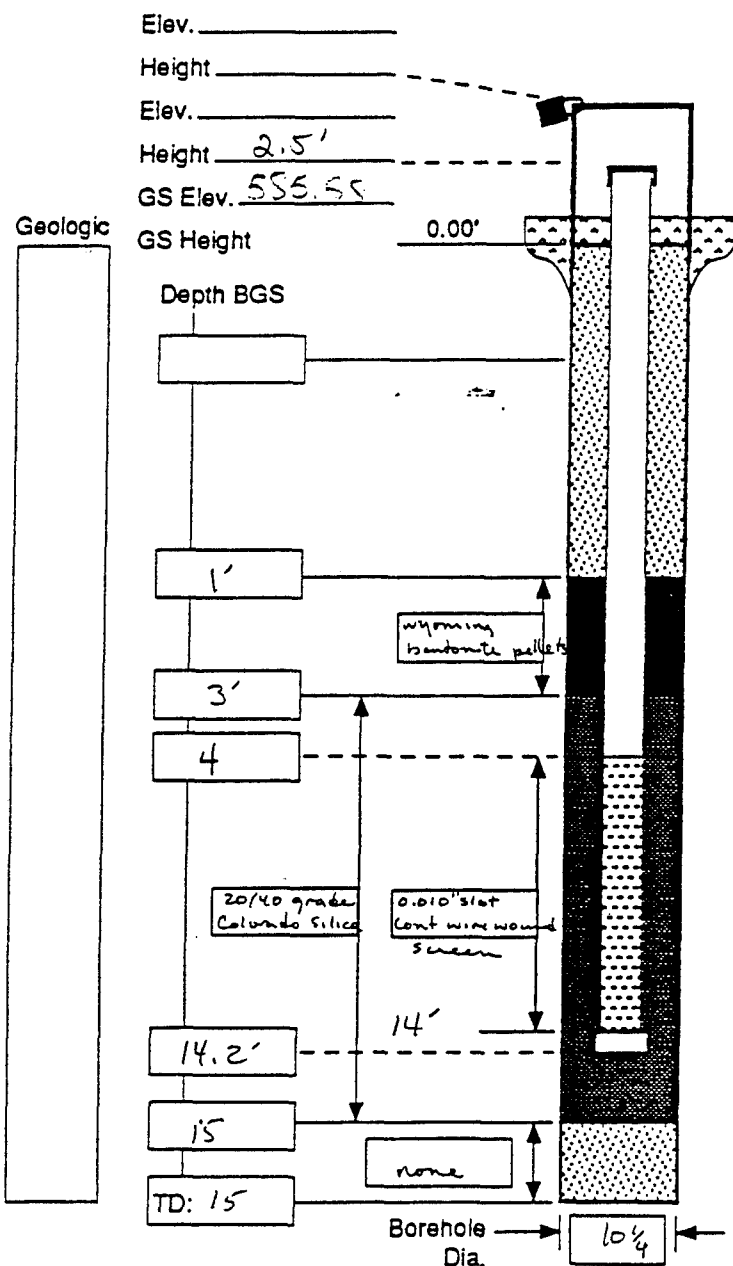 Elev.
Height
Elev.
Height 2.5'
GS Elev. 555.55
Geologic
GS Height 0.00'
Depth BGS
1'
wyoming
bentonite pellets
3'
4
20/40 grade
Colorado Silica
0.010" slot
Cont wire wound
screen
14'
14.2'
15
none
TD: 15
Borehole
Dia.
10 1/4